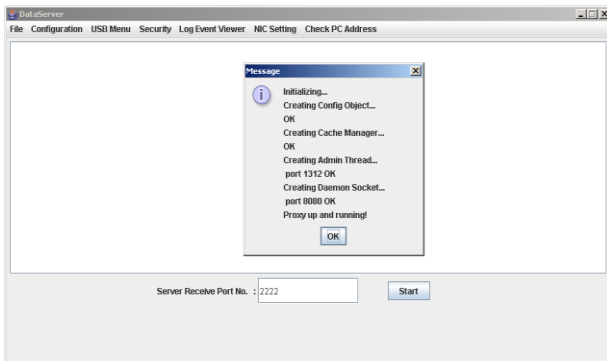 DataServer
File Configuration USB Menu Security Log Event Viewer NIC Setting Check PC Address
Message
Initializing...
Creating Config Object...
OK
Creating Cache Manager...
OK
Creating Admin Thread...
port 1312 OK
Creating Daemon Socket...
port 8080 OK
Proxy up and running!
OK
Server Receive Port No. : 2222 Start